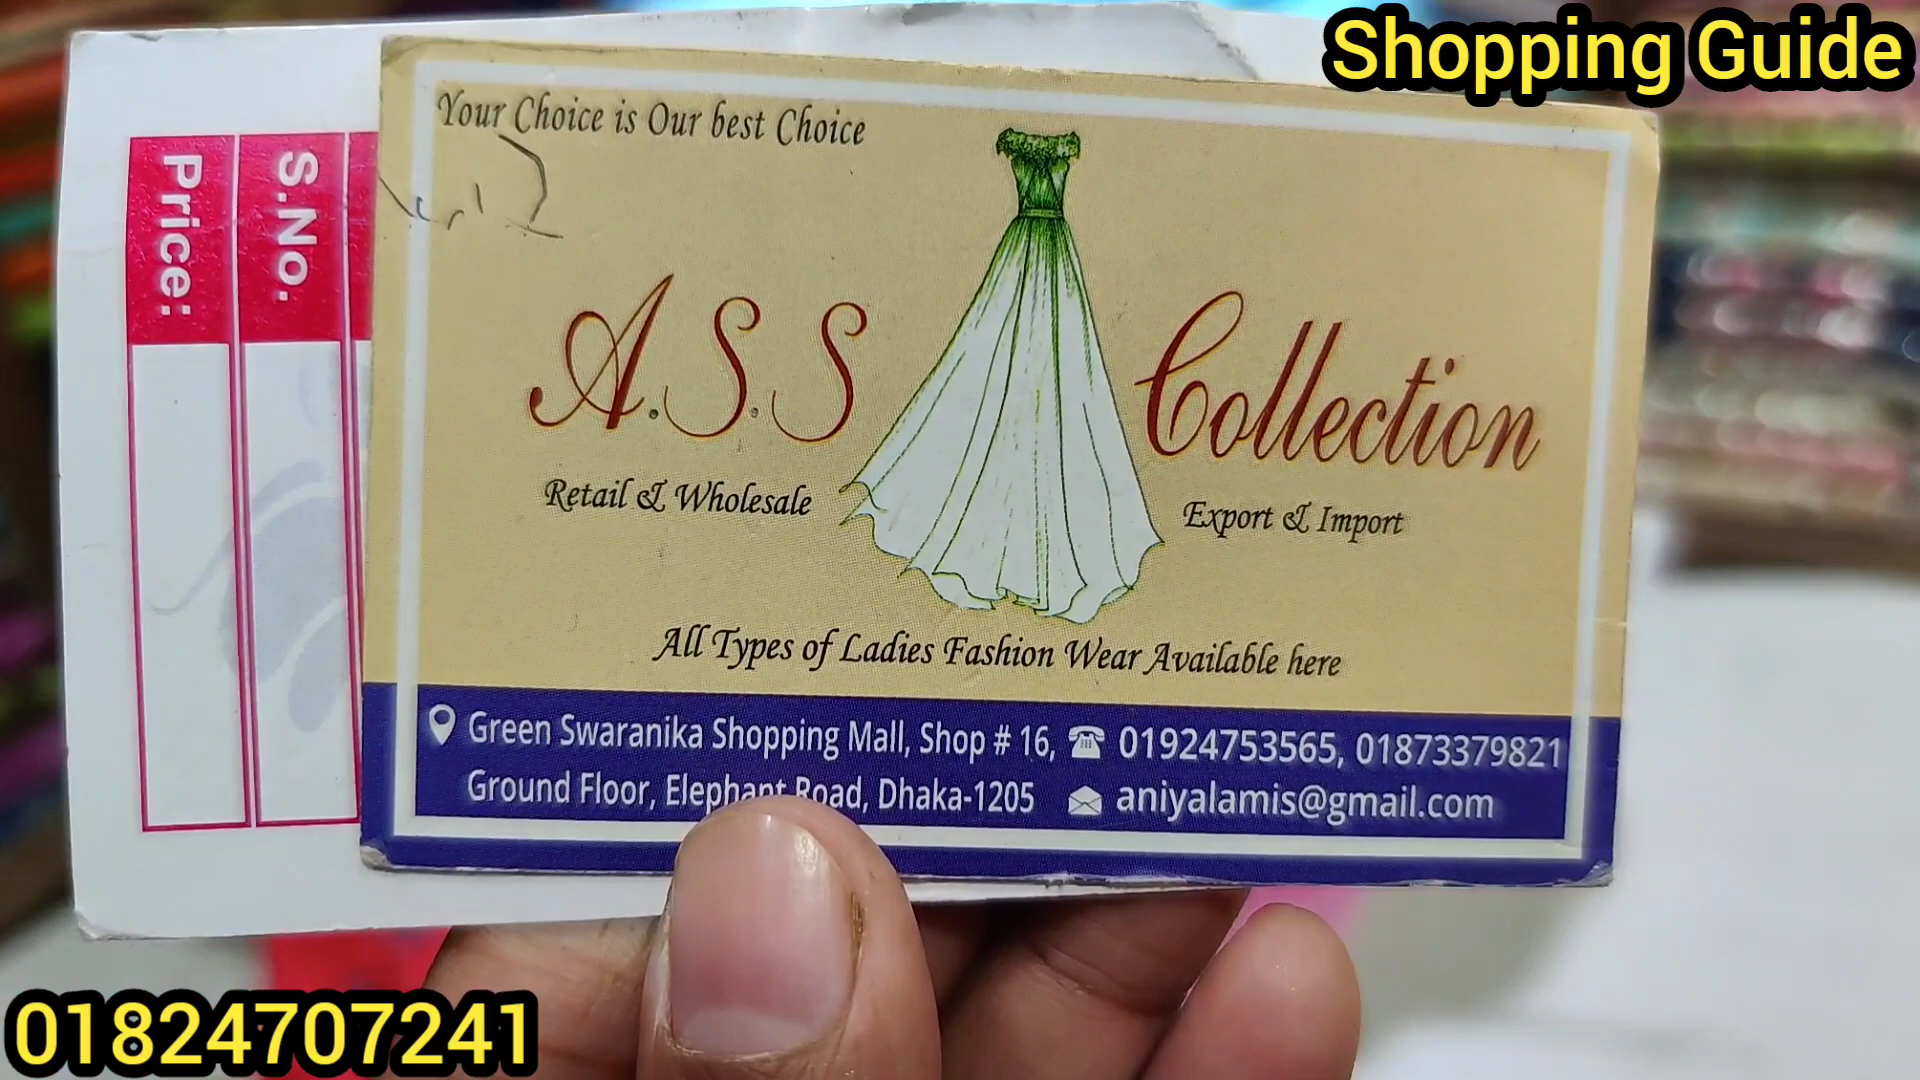 Shopping Guide
Your Choice is Our best Choice
Price:
S.No.
A.S.S Collection
Retail & Wholesale
Export & Import
All Types of Ladies Fashion Wear Available here
Green Swaranika Shopping Mall, Shop # 16,
Ground Floor, Elephant Road, Dhaka-1205
01924753565, 01873379821
aniyalamis@gmail.com
01824707241